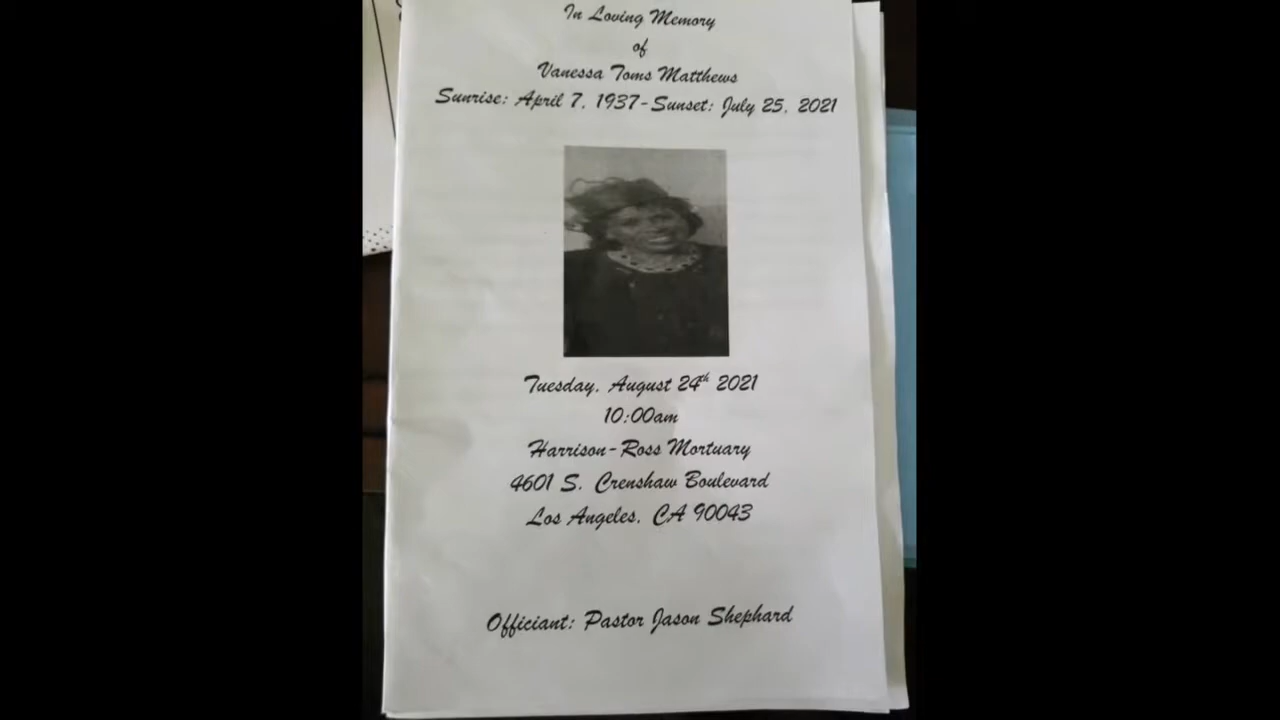 In Loving Memory
of
Vanessa Toms Matthews
Sunrise: April 7, 1937-Sunset: July 25, 2021
Tuesday, August 24th 2021
10:00am
Harrison-Ross Mortuary
4601 S. Crenshaw Boulevard
Los Angeles, CA 90043
Officiant: Pastor Jason Shephard